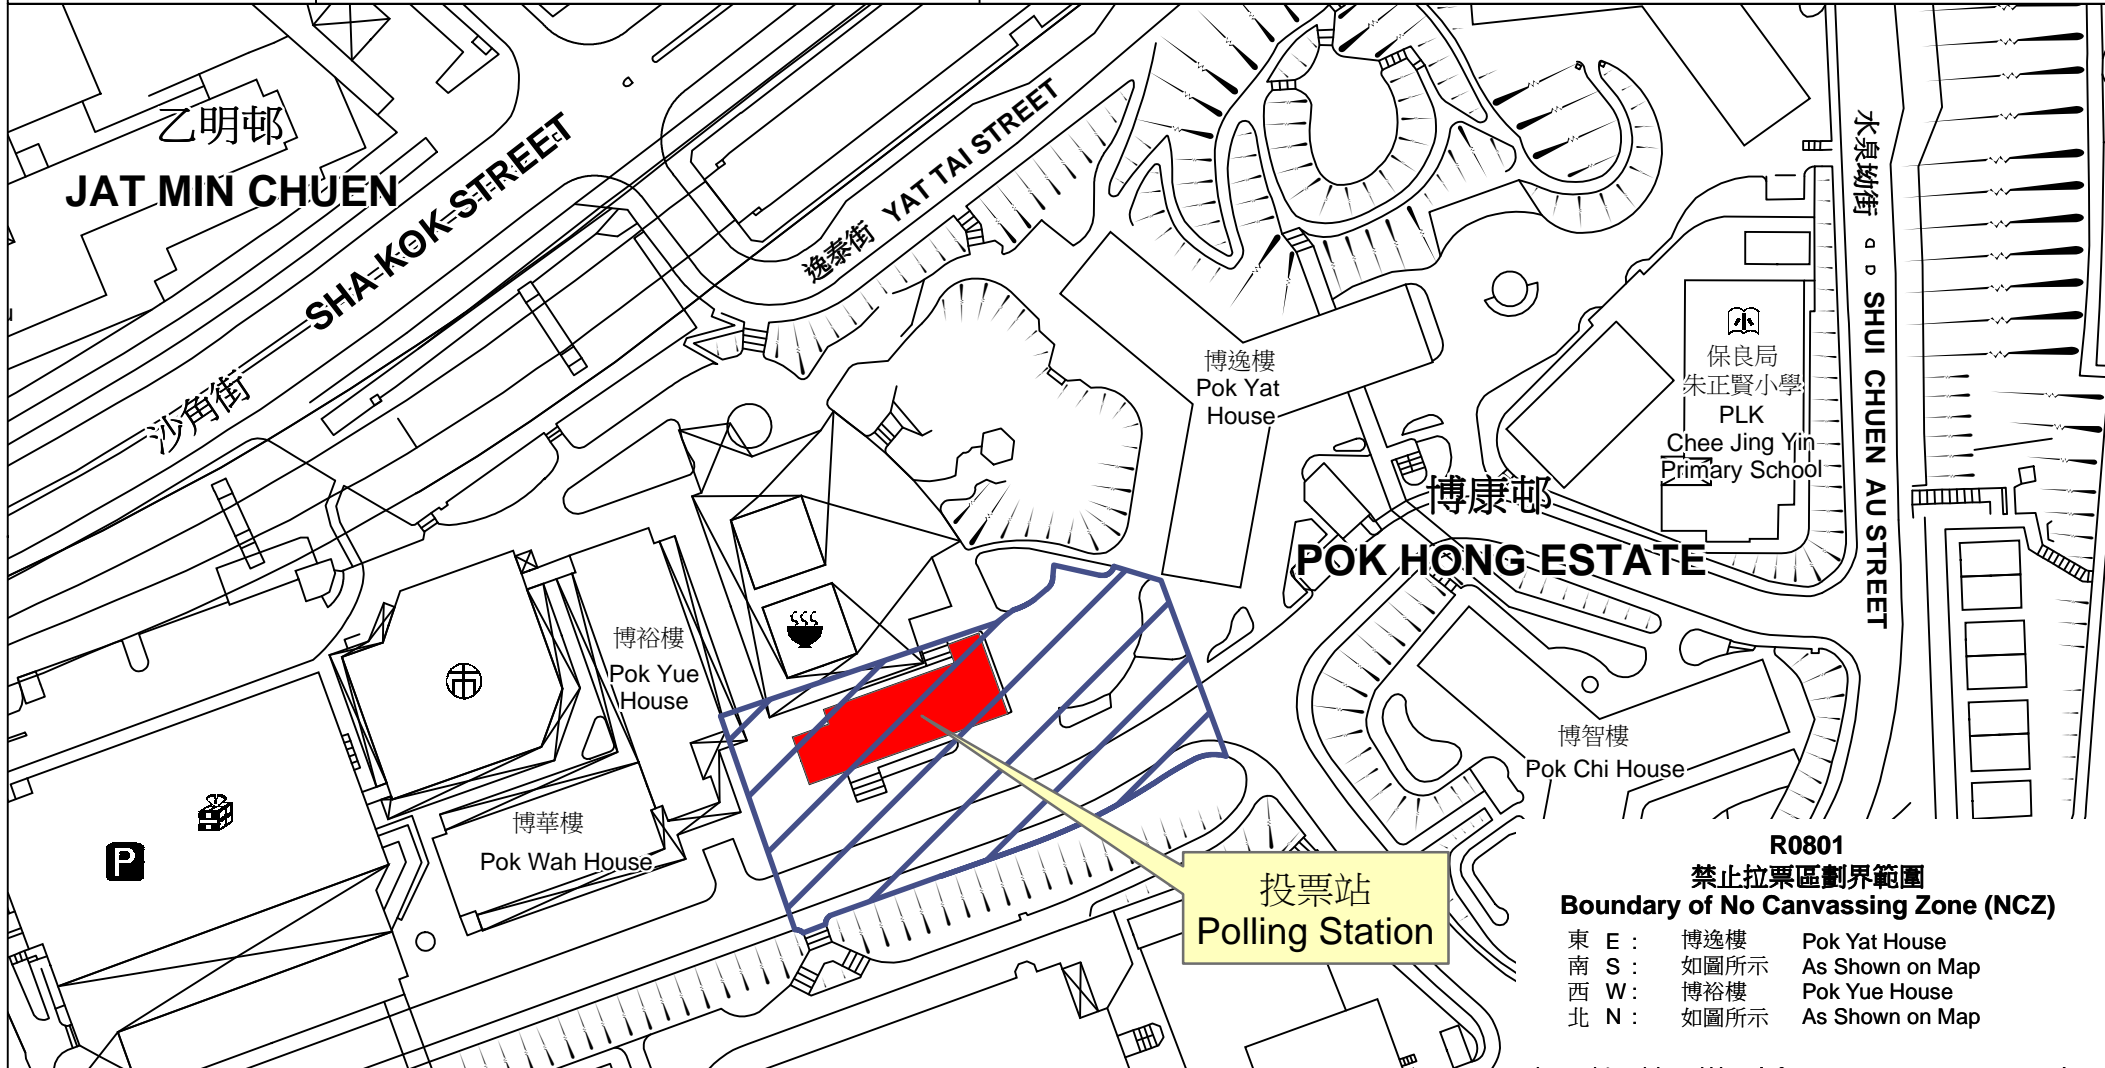 乙明邨
JAT MIN CHUEN
SHA KOK STREET
沙角街
逸泰街 YAT TAI STREET
水泉坳街
SHUI CHUEN AU STREET
博逸樓
Pok Yat
House
小
保良局
朱正賢小學
PLK
Chee Jing Yin
Primary School
博康邨
POK HONG ESTATE
博裕樓
Pok Yue
House
市
博華樓
Pok Wah House
P
博智樓
Pok Chi House
投票站
Polling Station
R0801
禁止拉票區劃界範圍
Boundary of No Canvassing Zone (NCZ)
東 E : 博逸樓 Pok Yat House
南 S : 如圖所示 As Shown on Map
西 W : 博裕樓 Pok Yue House
北 N : 如圖所示 As Shown on Map